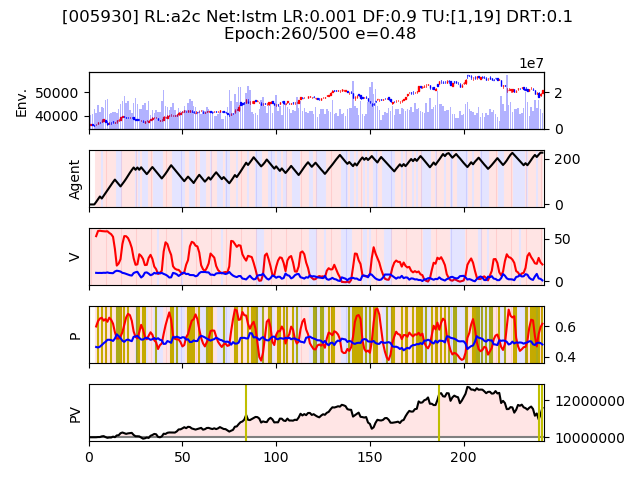 [005930] RL:a2c Net:lstm LR:0.001 DF:0.9 TU:[1,19] DRT:0.1
Epoch:260/500 e=0.48
1e7
Env.
50000
40000
2
0
Agent
200
0
V
50
0
P
0.6
0.4
PV
12000000
10000000
0 50 100 150 200